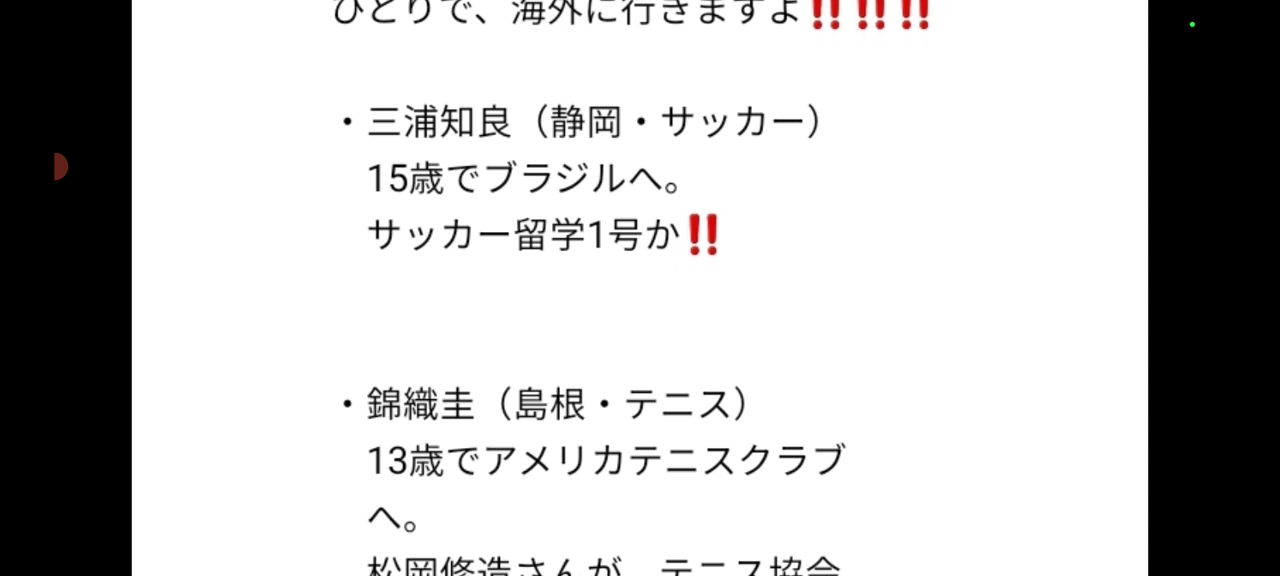 ひとりで、海外に行きますよ‼️‼️‼️
・三浦知良（静岡・サッカー）
15歳でブラジルへ。
サッカー留学1号か‼️
・錦織圭（島根・テニス）
13歳でアメリカテニスクラブ
へ。
松岡修造さんが、テニス協会